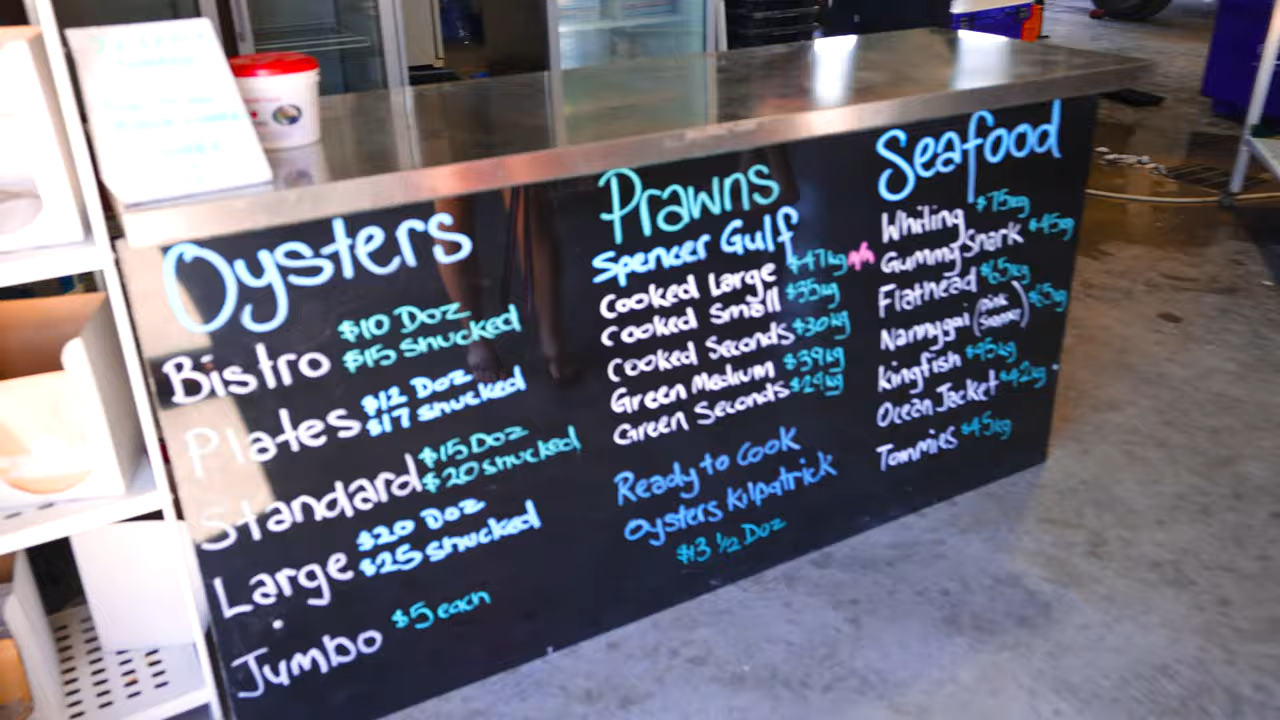 Oysters
Bistro $10 Doz
$15 Shucked
Plates $12 Doz
$17 Shucked
Standard $15 Doz
$20 shucked
Large $20 Doz
$25 Shucked
Jumbo $5 each
Prawns
Spencer Gulf
Cooked Large $47kg
Cooked Small $35kg
Cooked Seconds $30kg
Green Medium $39kg
Green Seconds $29kg
Ready to Cook
Oysters Kilpatrick
$13 1/2 Doz
Seafood
Whiting $75kg
Gummy Shark $45kg
Flathead $65kg
Nannygai (Pink Snapper)
Kingfish $45kg
Ocean Jacket $42kg
Tommies $45kg